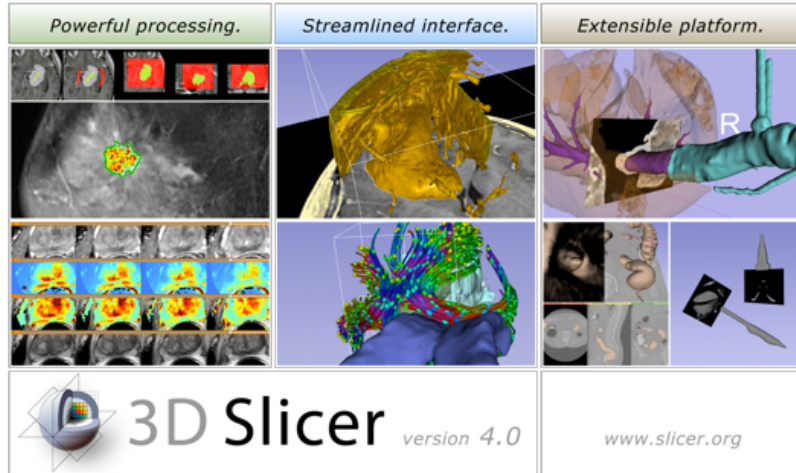 Powerful processing.
Streamlined interface.
Extensible platform.
R
3D Slicer version 4.0
www.slicer.org